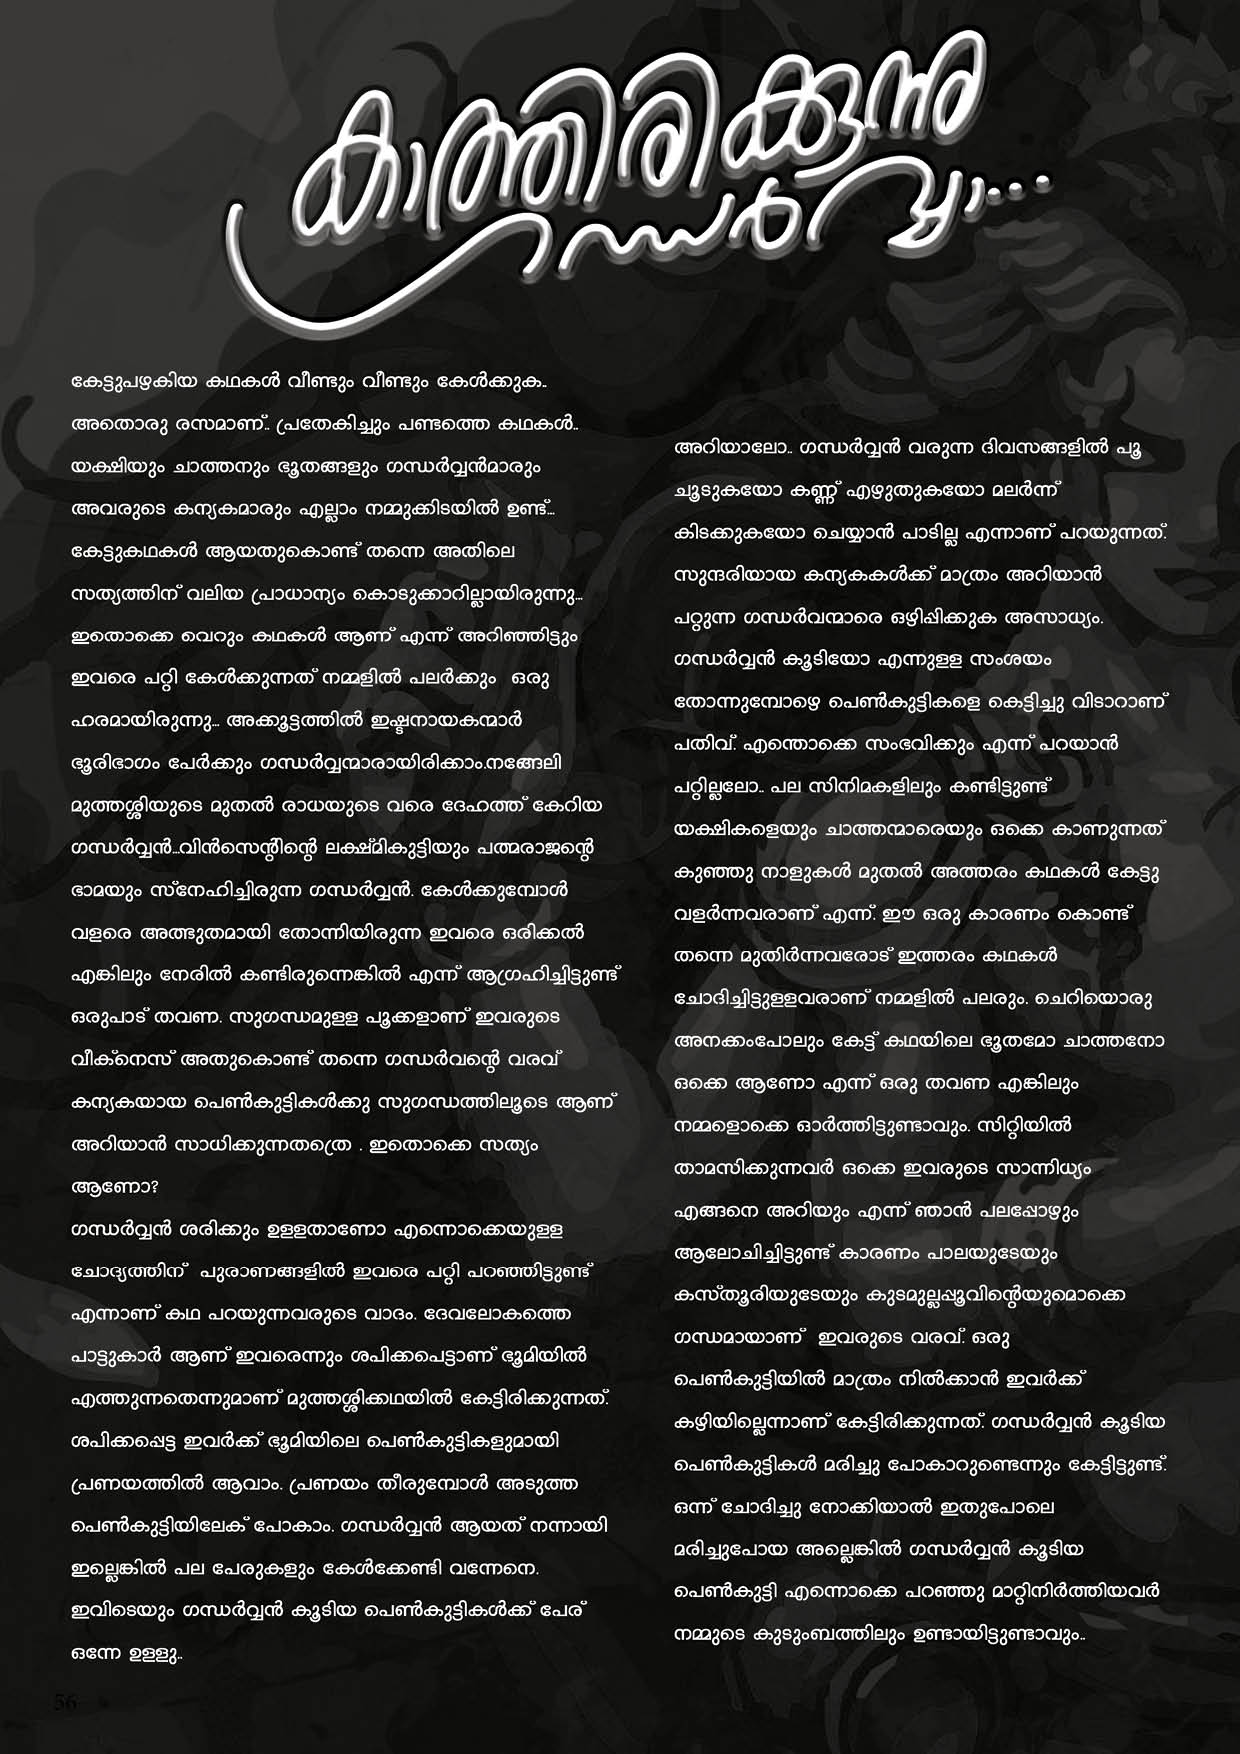 കാത്തിരിക്കുന്നു
ഗന്ധർവ്വാ...
കേട്ടുപഴകിയ കഥകൾ വീണ്ടും വീണ്ടും കേൾക്കുക..
അതൊരു രസമാണ്.. പ്രതേകിച്ചും പണ്ടത്തെ കഥകൾ..
യക്ഷിയും ചാത്തനും ഭൂതങ്ങളും ഗന്ധർവ്വൻമാരും
അവരുടെ കന്യകമാരും എല്ലാം നമ്മുക്കിടയിൽ ഉണ്ട്...
കേട്ടുകഥകൾ ആയതുകൊണ്ട് തന്നെ അതിലെ
സത്യത്തിന് വലിയ പ്രാധാന്യം കൊടുക്കാറില്ലായിരുന്നു...
ഇതൊക്കെ വെറും കഥകൾ ആണ് എന്ന് അറിഞ്ഞിട്ടും
ഇവരെ പറ്റി കേൾക്കുന്നത് നമ്മളിൽ പലർക്കും ഒരു
ഹരമായിരുന്നു... അക്കൂട്ടത്തിൽ ഇഷ്ടനായകന്മാർ
ഭൂരിഭാഗം പേർക്കും ഗന്ധർവ്വന്മാരായിരിക്കാം.നങ്ങേലി
മുത്തശ്ശിയുടെ മുതൽ രാധയുടെ വരെ ദേഹത്ത് കേറിയ
ഗന്ധർവ്വൻ...വിൻസെന്റിന്റെ ലക്ഷ്മികുട്ടിയും പത്മരാജന്റെ
ഭാമയും സ്നേഹിച്ചിരുന്ന ഗന്ധർവ്വൻ. കേൾക്കുമ്പോൾ
വളരെ അത്ഭുതമായി തോന്നിയിരുന്ന ഇവരെ ഒരിക്കൽ
എങ്കിലും നേരിൽ കണ്ടിരുന്നെങ്കിൽ എന്ന് ആഗ്രഹിച്ചിട്ടുണ്ട്
ഒരുപാട് തവണ. സുഗന്ധമുളള പൂക്കളാണ് ഇവരുടെ
വീക്നെസ് അതുകൊണ്ട് തന്നെ ഗന്ധർവന്റെ വരവ്
കന്യകയായ പെൺകുട്ടികൾക്കു സുഗന്ധത്തിലൂടെ ആണ്
അറിയാൻ സാധിക്കുന്നതത്രെ . ഇതൊക്കെ സത്യം
ആണോ?
ഗന്ധർവ്വൻ ശരിക്കും ഉളളതാണോ എന്നൊക്കെയുളള
ചോദ്യത്തിന് പുരാണങ്ങളിൽ ഇവരെ പറ്റി പറഞ്ഞിട്ടുണ്ട്
എന്നാണ് കഥ പറയുന്നവരുടെ വാദം. ദേവലോകത്തെ
പാട്ടുകാർ ആണ് ഇവരെന്നും ശപിക്കപെട്ടാണ് ഭൂമിയിൽ
എത്തുന്നതെന്നുമാണ് മുത്തശ്ശിക്കഥയിൽ കേട്ടിരിക്കുന്നത്.
ശപിക്കപ്പെട്ട ഇവർക്ക് ഭൂമിയിലെ പെൺകുട്ടികളുമായി
പ്രണയത്തിൽ ആവാം. പ്രണയം തീരുമ്പോൾ അടുത്ത
പെൺകുട്ടിയിലേക് പോകാം. ഗന്ധർവ്വൻ ആയത് നന്നായി
ഇല്ലെങ്കിൽ പല പേരുകളും കേൾക്കേണ്ടി വന്നേനെ.
ഇവിടെയും ഗന്ധർവ്വൻ കൂടിയ പെൺകുട്ടികൾക്ക് പേര്
ഒന്നേ ഉളളു..
അറിയാലോ.. ഗന്ധർവ്വൻ വരുന്ന ദിവസങ്ങളിൽ പൂ
ചൂടുകയോ കണ്ണ് എഴുതുകയോ മലർന്ന്
കിടക്കുകയോ ചെയ്യാൻ പാടില്ല എന്നാണ് പറയുന്നത്.
സുന്ദരിയായ കന്യകകൾക്ക് മാത്രം അറിയാൻ
പറ്റുന്ന ഗന്ധർവന്മാരെ ഒഴിപ്പിക്കുക അസാധ്യം.
ഗന്ധർവ്വൻ കൂടിയോ എന്നുളള സംശയം
തോന്നുമ്പോഴെ പെൺകുട്ടികളെ കെട്ടിച്ചു വിടാറാണ്
പതിവ്. എന്തൊക്കെ സംഭവിക്കും എന്ന് പറയാൻ
പറ്റില്ലലോ.. പല സിനിമകളിലും കണ്ടിട്ടുണ്ട്
യക്ഷികളെയും ചാത്തന്മാരെയും ഒക്കെ കാണുന്നത്
കുഞ്ഞു നാളുകൾ മുതൽ അത്തരം കഥകൾ കേട്ടു
വളർന്നവരാണ് എന്ന്. ഈ ഒരു കാരണം കൊണ്ട്
തന്നെ മുതിർന്നവരോട് ഇത്തരം കഥകൾ
ചോദിച്ചിട്ടുളളവരാണ് നമ്മളിൽ പലരും. ചെറിയൊരു
അനക്കംപോലും കേട്ട് കഥയിലെ ഭൂതമോ ചാത്തനോ
ഒക്കെ ആണോ എന്ന് ഒരു തവണ എങ്കിലും
നമ്മളൊക്കെ ഓർത്തിട്ടുണ്ടാവും. സിറ്റിയിൽ
താമസിക്കുന്നവർ ഒക്കെ ഇവരുടെ സാന്നിധ്യം
എങ്ങനെ അറിയും എന്ന് ഞാൻ പലപ്പോഴും
ആലോചിച്ചിട്ടുണ്ട് കാരണം പാലയുടേയും
കസ്തൂരിയുടേയും കുടമുല്ലപ്പൂവിന്റെയുമൊക്കെ
ഗന്ധമായാണ് ഇവരുടെ വരവ്. ഒരു
പെൺകുട്ടിയിൽ മാത്രം നിൽക്കാൻ ഇവർക്ക്
കഴിയില്ലെന്നാണ് കേട്ടിരിക്കുന്നത്. ഗന്ധർവ്വൻ കൂടിയ
പെൺകുട്ടികൾ മരിച്ചു പോകാറുണ്ടെന്നും കേട്ടിട്ടുണ്ട്.
ഒന്ന് ചോദിച്ചു നോക്കിയാൽ ഇതുപോലെ
മരിച്ചുപോയ അല്ലെങ്കിൽ ഗന്ധർവ്വൻ കൂടിയ
പെൺകുട്ടി എന്നൊക്കെ പറഞ്ഞു മാറ്റിനിർത്തിയവർ
നമ്മുടെ കുടുംബത്തിലും ഉണ്ടായിട്ടുണ്ടാവും..
56